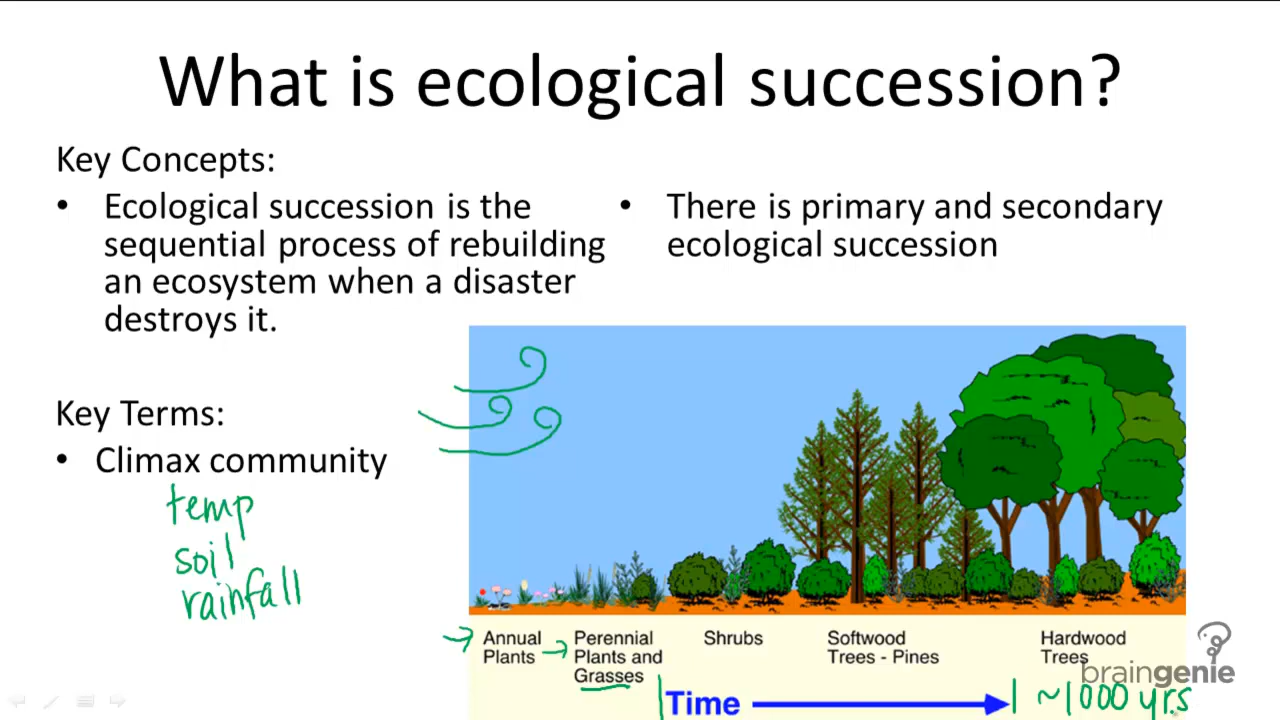 What is ecological succession?
Key Concepts:
• Ecological succession is the
sequential process of rebuilding
an ecosystem when a disaster
destroys it.
• There is primary and secondary
ecological succession
Key Terms:
• Climax community
temp
soil
rainfall
Annual
Plants
Perennial
Plants and
Grasses
Shrubs
Softwood
Trees - Pines
Hardwood
Trees
Time
~1000 yrs
braingenie